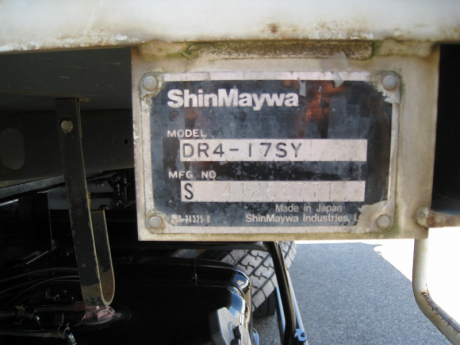 ShinMaywa
MODEL
DR4-17SY
MFG NO
S
Made in Japan
ShinMaywa Industries,